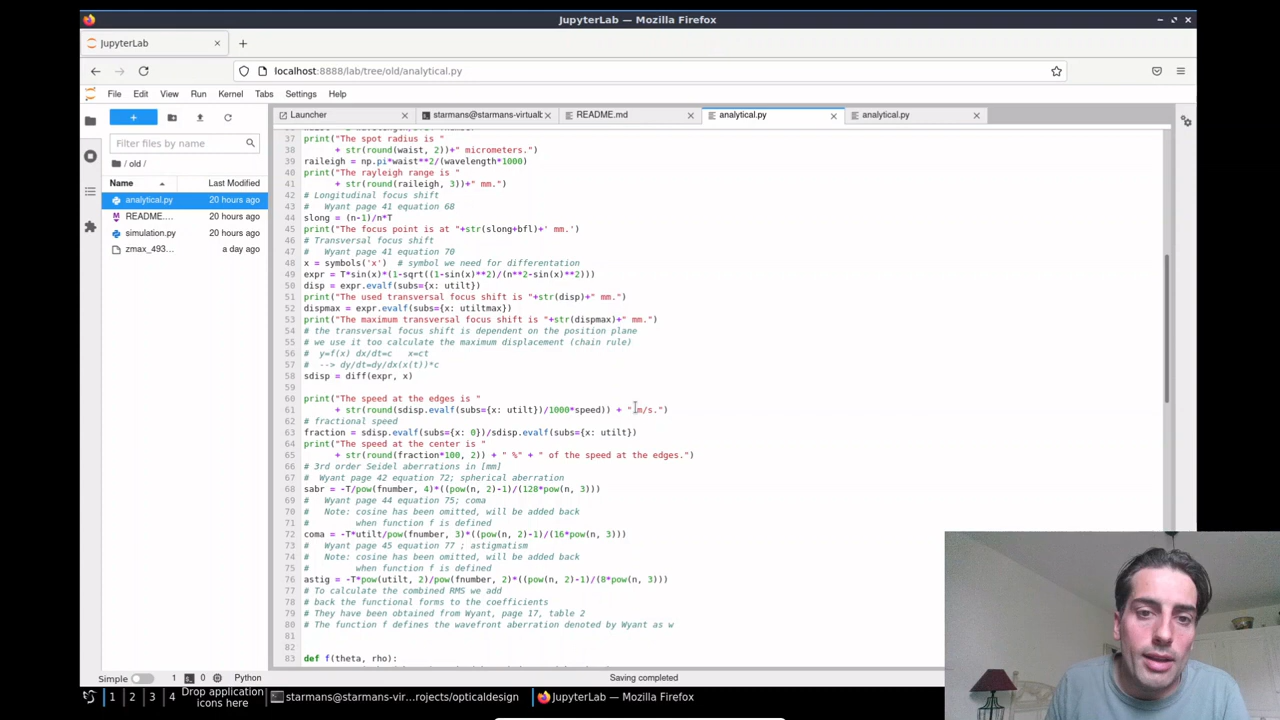 JupyterLab — Mozilla Firefox
JupyterLab
localhost:8888/lab/tree/old/analytical.py
File Edit View Run Kernel Tabs Settings Help
Launcher
starmans@starmans-virtualb
README.md
analytical.py
analytical.py
Filter files by name
/ old /
Name Last Modified
analytical.py 20 hours ago
README.... 20 hours ago
simulation.py 20 hours ago
zmax_493... a day ago
37 print("The spot radius is "
38 + str(round(waist, 2))+" micrometers.")
39 raileigh = np.pi*waist**2/(wavelength*1000)
40 print("The rayleigh range is "
41 + str(round(raileigh, 3))+" mm.")
42 # Longitudinal focus shift
43 # Wyant page 41 equation 68
44 slong = (n-1)/n*T
45 print("The focus point is at "+str(slong+bfl)+' mm.')
46 # Transversal focus shift
47 # Wyant page 41 equation 70
48 x = symbols('x') # symbol we need for differentation
49 expr = T*sin(x)*(1-sqrt((1-sin(x)**2)/(n**2-sin(x)**2)))
50 disp = expr.evalf(subs={x: utilt})
51 print("The used transversal focus shift is "+str(disp)+" mm.")
52 dispmax = expr.evalf(subs={x: utiltmax})
53 print("The maximum transversal focus shift is "+str(dispmax)+" mm.")
54 # the transversal focus shift is dependent on the position plane
55 # we use it too calculate the maximum displacement (chain rule)
56 # y=f(x) dx/dt=c x=ct
57 # --> dy/dt=dy/dx(x(t))*c
58 sdisp = diff(expr, x)
59
60 print("The speed at the edges is "
61 + str(round(sdisp.evalf(subs={x: utilt})/1000*speed)) + " m/s.")
62 # fractional speed
63 fraction = sdisp.evalf(subs={x: 0})/sdisp.evalf(subs={x: utilt})
64 print("The speed at the center is "
65 + str(round(fraction*100, 2)) + " %" + " of the speed at the edges.")
66 # 3rd order Seidel aberrations in [mm]
67 # Wyant page 42 equation 72; spherical aberration
68 sabr = -T/pow(fnumber, 4)*((pow(n, 2)-1)/(128*pow(n, 3)))
69 # Wyant page 44 equation 75; coma
70 # Note: cosine has been omitted, will be added back
71 # when function f is defined
72 coma = -T*utilt/pow(fnumber, 3)*((pow(n, 2)-1)/(16*pow(n, 3)))
73 # Wyant page 45 equation 77 ; astigmatism
74 # Note: cosine has been omitted, will be added back
75 # when function f is defined
76 astig = -T*pow(utilt, 2)/pow(fnumber, 2)*((pow(n, 2)-1)/(8*pow(n, 3)))
77 # To calculate the combined RMS we add
78 # back the functional forms to the coefficients
79 # They have been obtained from Wyant, page 17, table 2
80 # The function f defines the wavefront aberration denoted by Wyant as w
81
82
83 def f(theta, rho):
Simple 1 0 Python Saving completed
1 2 3 4 Drop application icons here
starmans@starmans-vir...rojects/opticaldesign
JupyterLab — Mozilla Firefox